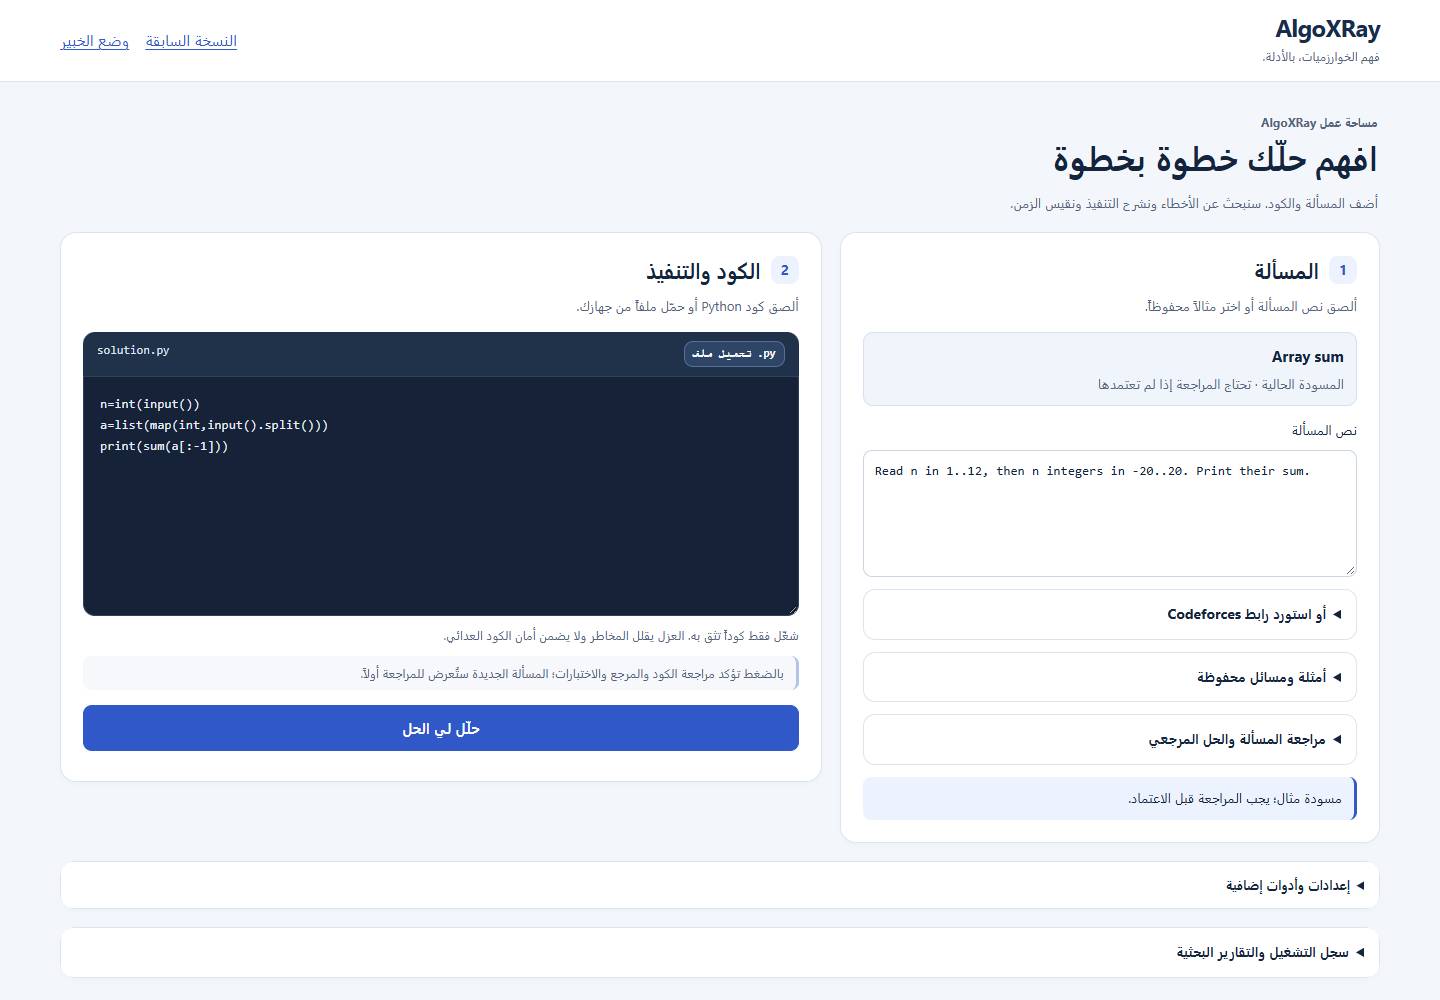 AlgoXRay
فهم الخوارزميات، بالأدلة.
النسخة السابقة
وضع الخبير
مساحة عمل AlgoXRay
افهم حلّك خطوة بخطوة
أضف المسألة والكود. سنبحث عن الأخطاء ونشرح التنفيذ ونقيس الزمن.
1
المسألة
ألصق نص المسألة أو اختر مثالاً محفوظاً.
Array sum
المسودة الحالية · تحتاج المراجعة إذا لم تعتمدها
نص المسألة
Read n in 1..12, then n integers in -20..20. Print their sum.
أو استورد رابط Codeforces
أمثلة ومسائل محفوظة
مراجعة المسألة والحل المرجعي
مسودة مثال؛ يجب المراجعة قبل الاعتماد.
2
الكود والتنفيذ
ألصق كود Python أو حمّل ملفاً من جهازك.
تحميل ملف .py
solution.py
n=int(input())
a=list(map(int,input().split()))
print(sum(a[:-1]))
شغّل فقط كوداً تثق به. العزل يقلل المخاطر ولا يضمن أمان الكود العدائي.
بالضغط تؤكد مراجعة الكود والمرجع والاختبارات؛ المسألة الجديدة ستُعرض للمراجعة أولاً.
حلّل لي الحل
إعدادات وأدوات إضافية
سجل التشغيل والتقارير البحثية